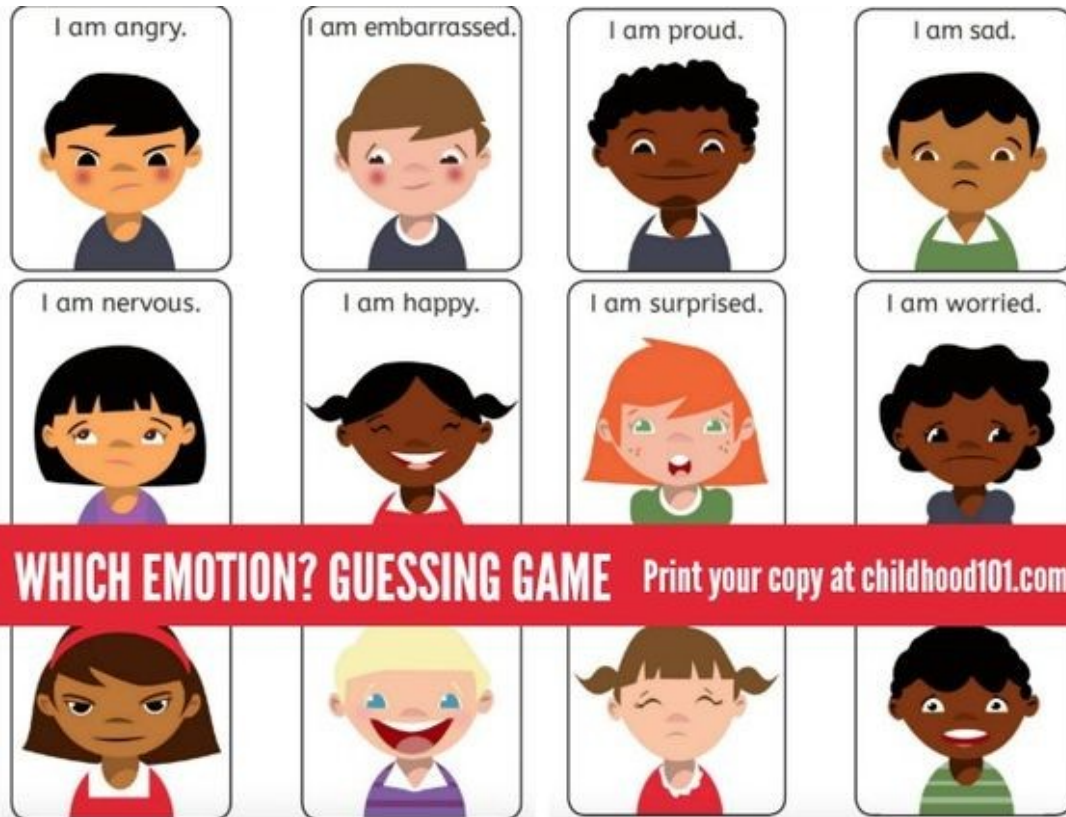 I am angry.
I am embarrassed.
I am proud.
I am sad.
I am nervous.
I am happy.
I am surprised.
I am worried.
WHICH EMOTION? GUESSING GAME
Print your copy at childhood101.com